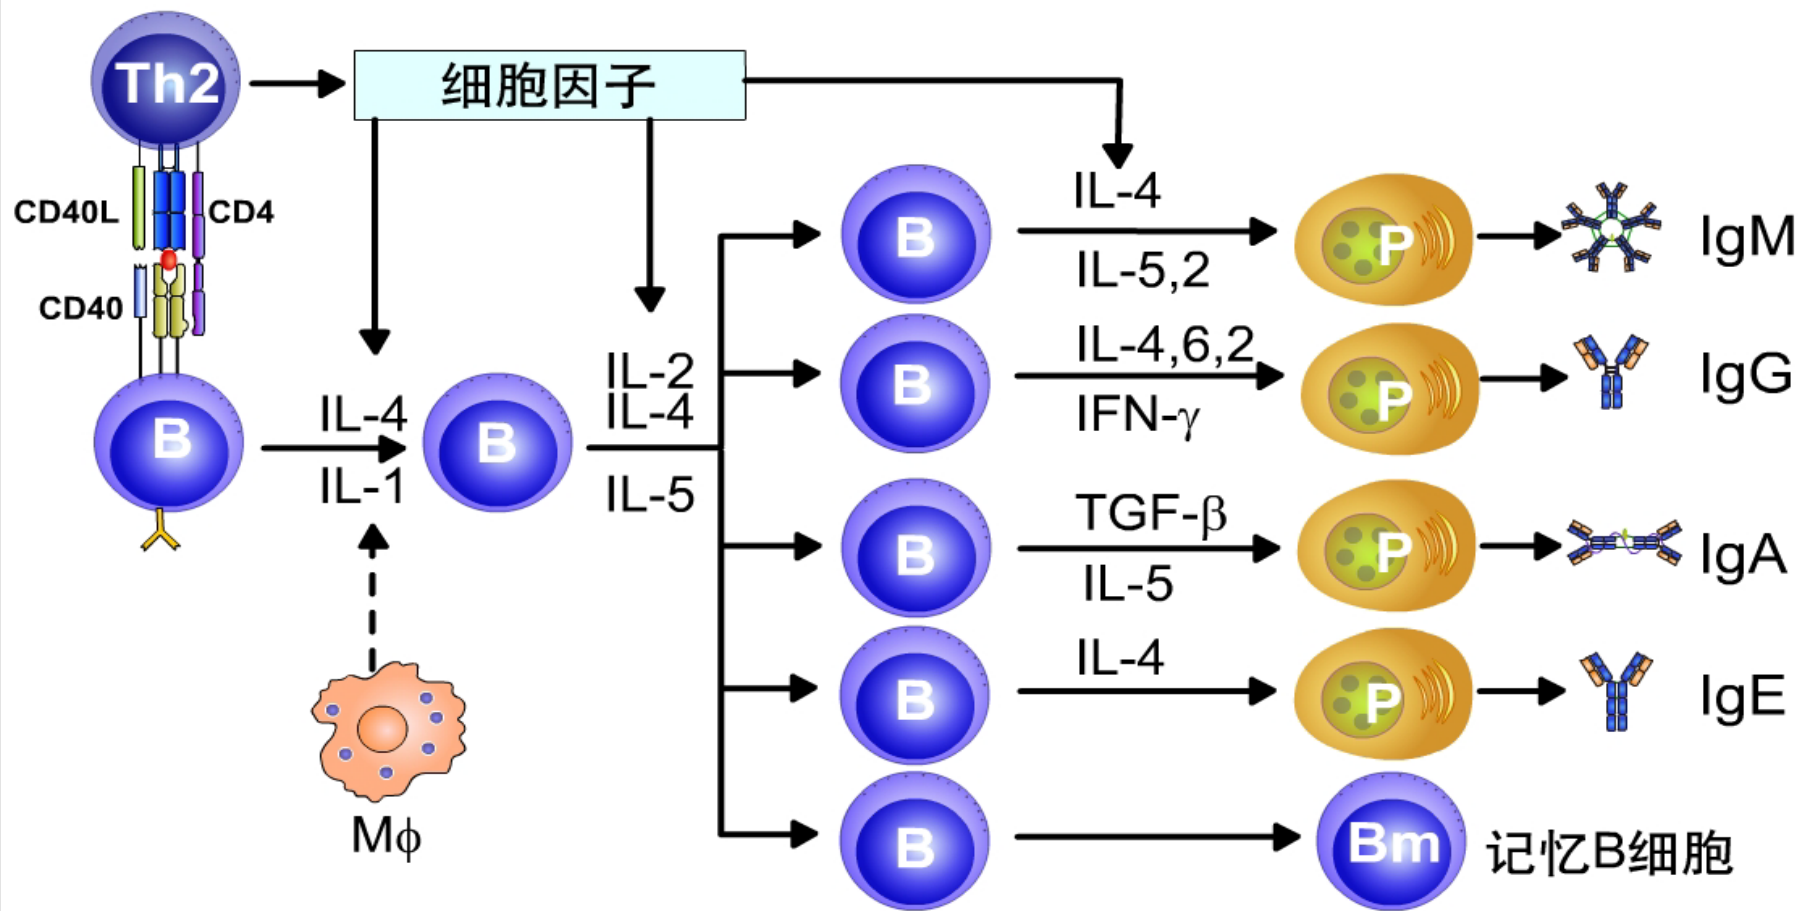 Th2
细胞因子
CD40L
CD4
CD40
B
IL-4
IL-1
B
IL-2
IL-4
IL-5
Mϕ
B
IL-4
IL-5,2
P
IgM
B
IL-4,6,2
IFN-γ
P
IgG
B
TGF-β
IL-5
P
IgA
B
IL-4
P
IgE
B
Bm
记忆B细胞